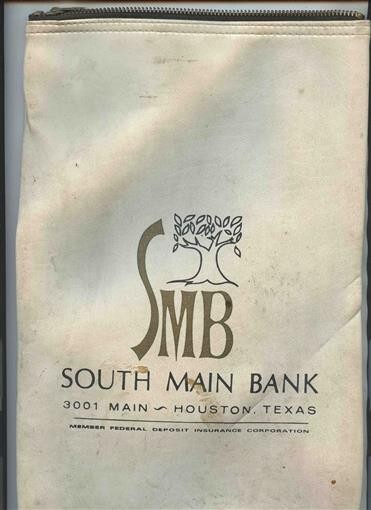 SMB
SOUTH MAIN BANK
3001 MAIN ~ HOUSTON, TEXAS
MEMBER FEDERAL DEPOSIT INSURANCE CORPORATION